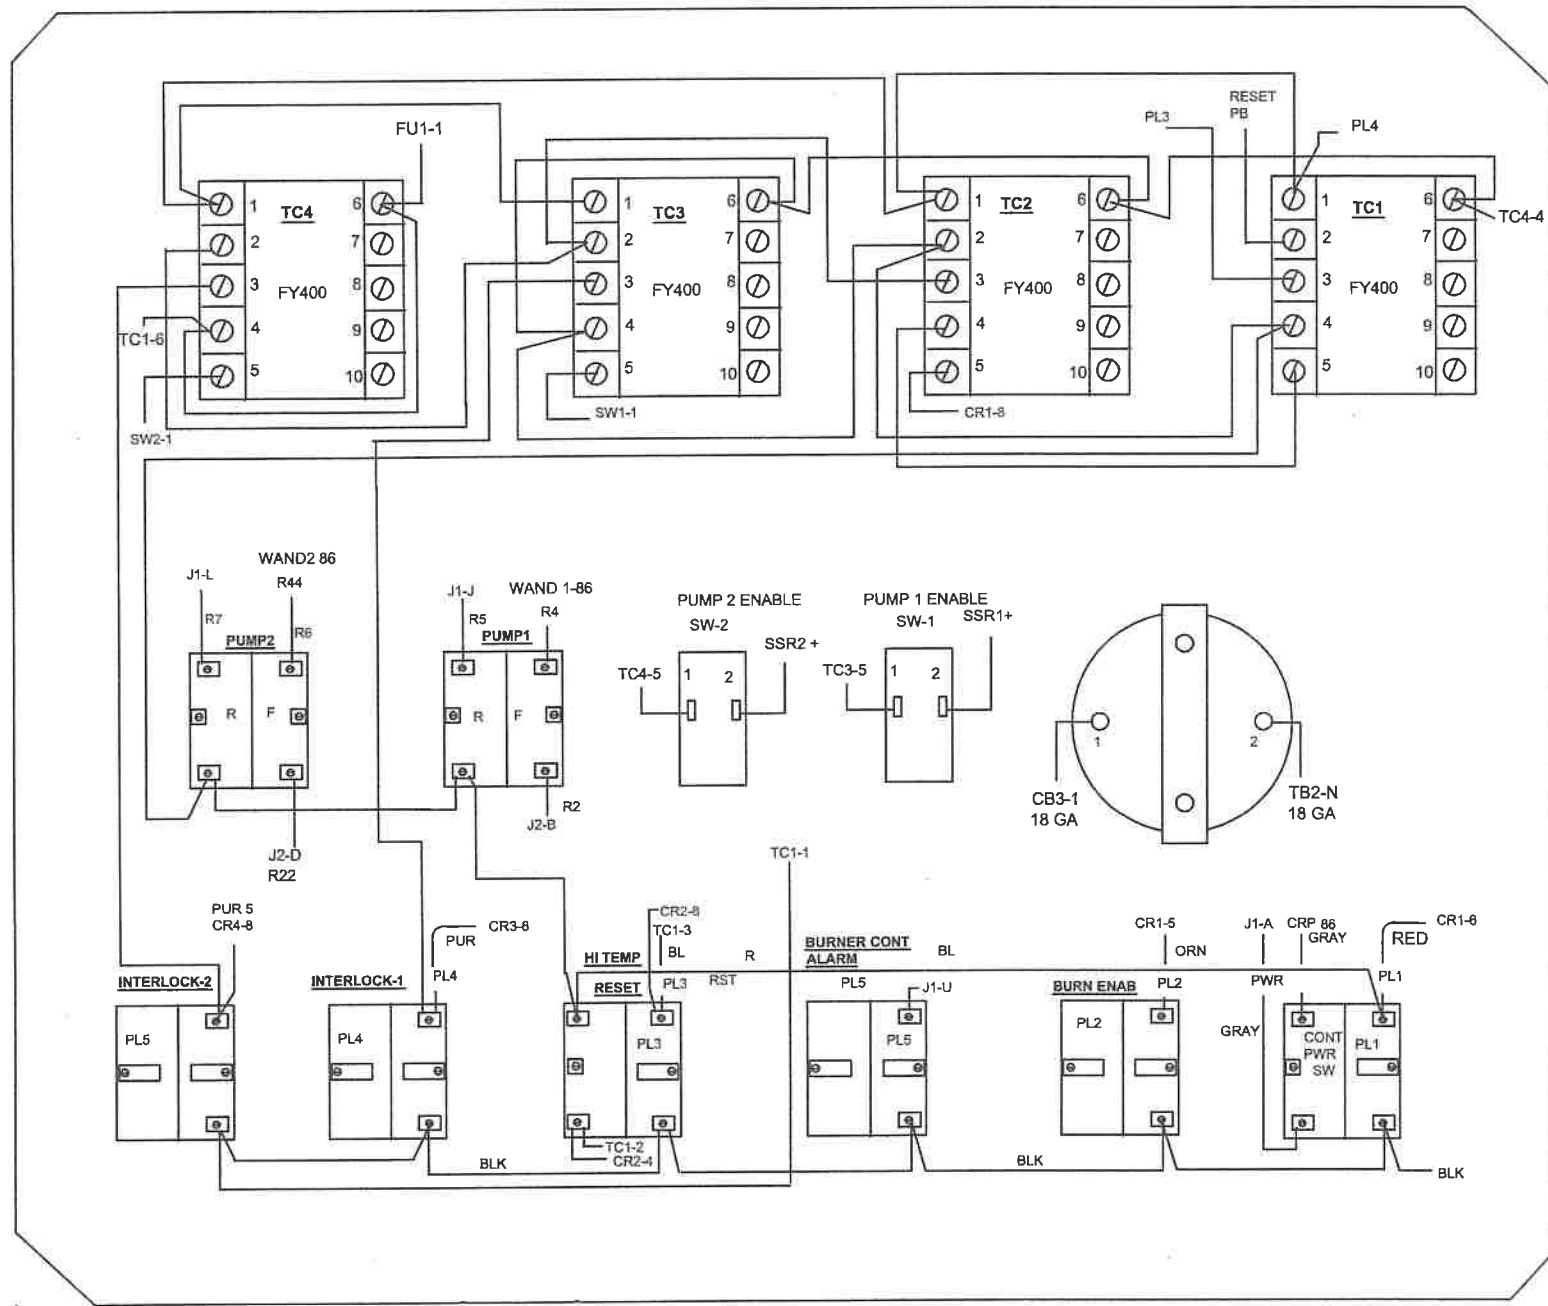 RESET
PB
PL3
PL4
FU1-1
1 TC4 6
2 7
3 FY400 8
4 9
5 10
TC1-6
SW2-1
1 TC3 6
2 7
3 FY400 8
4 9
5 10
SW1-1
1 TC2 6
2 7
3 FY400 8
4 9
5 10
CR1-8
1 TC1 6
2 7
3 FY400 8
4 9
5 10
TC4-4
WAND2 86
J1-L R44
R7 R6
PUMP2
R F
J2-D
R22
WAND 1-86
J1-J R4
R5
PUMP1
R F
R2
J2-B
PUMP 2 ENABLE
SW-2
SSR2 +
TC4-5 1 2
PUMP 1 ENABLE
SW-1
SSR1+
TC3-5 1 2
1 2
CB3-1
18 GA
TB2-N
18 GA
TC1-1
PUR 5
CR4-8
INTERLOCK-2
PL5
CR3-8
PUR
PL4
INTERLOCK-1
PL4
CR2-8
TC1-3
BL
HI TEMP
RESET
PL3 RST
R
PL3
TC1-2
CR2-4
BLK
BURNER CONT
ALARM
BL
PL5 J1-U
PL5
BLK
CR1-5
ORN
BURN ENAB PL2
PL2
J1-A CRP 86
GRAY
PWR
GRAY
CR1-6
RED
PL1
CONT
PWR
SW
PL1
BLK